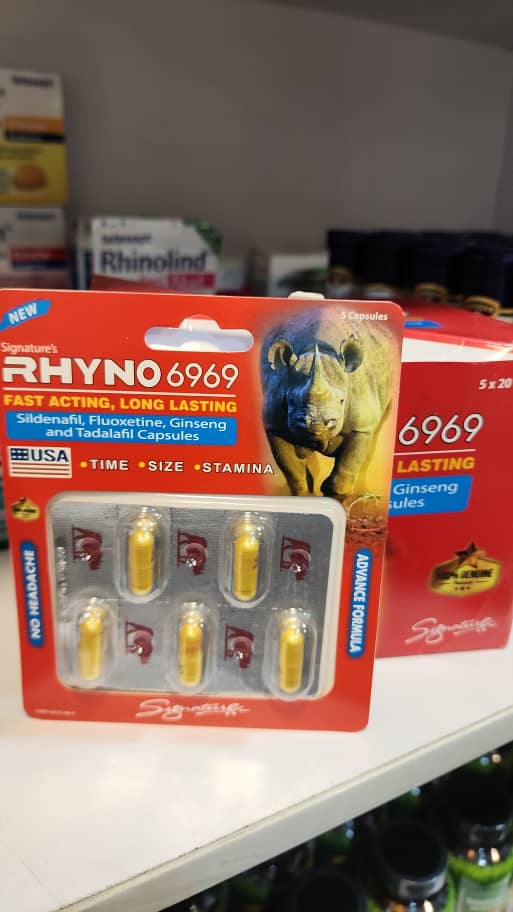 Rhinolind
NEW
5 Capsules
Signature's
RHYNO 6969
FAST ACTING, LONG LASTING
Sildenafil, Fluoxetine, Ginseng
and Tadalafil Capsules
USA
•TIME •SIZE •STAMINA
NO HEADACHE
ADVANCE FORMULA
Signature
5 x 20
6969
LASTING
Ginseng
sules
100% GENUINE
Signature